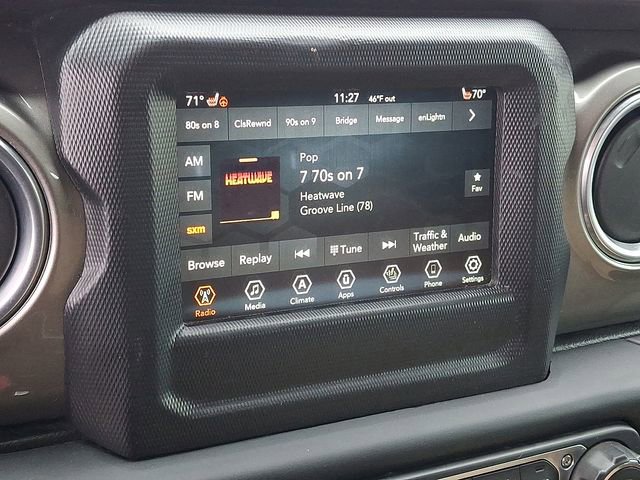 71° 11:27 46°F out 70°
80s on 8 ClsRewnd 90s on 9 Bridge Message enLightn
AM
FM
sxm
HEATWAVE
Pop
7 70s on 7
Heatwave
Groove Line (78)
Fav
Browse Replay Tune Traffic & Weather Audio
Radio Media Climate Apps Controls Phone Settings